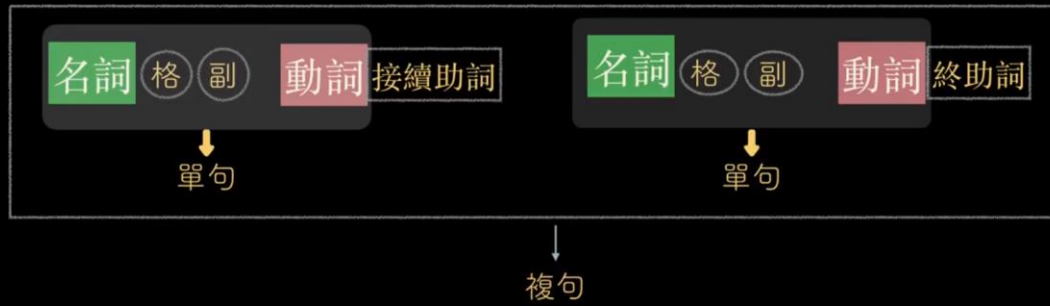 名詞 格 副 動詞 接續助詞 名詞 格 副 動詞 終助詞
單句 單句
複句